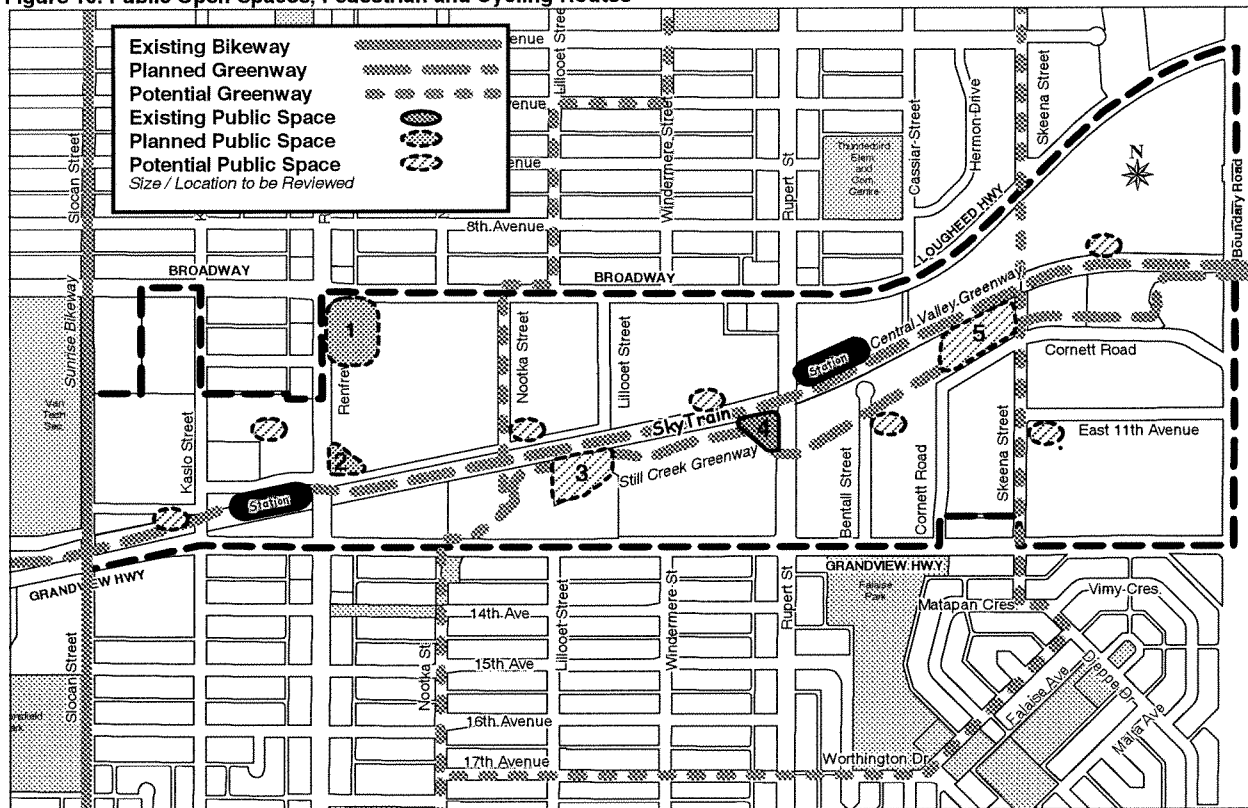 Figure 10. Public Open Spaces, Pedestrian and Cycling Routes
Existing Bikeway
Planned Greenway
Potential Greenway
Existing Public Space
Planned Public Space
Potential Public Space
Size / Location to be Reviewed
enue
venue
enue
8th Avenue
BROADWAY
BROADWAY
LOUGHEED HWY
Boundary Road
Slocan Street
Sunrise Bikeway
Lillooet Street
Windermere Street
Rupert St
Thunderbird
Elem
and
Com
Centre
Cassiar Street
Hermon Drive
Skeena Street
N
Van
Tech
Sec
Kaslo Street
Renfrew
1
2
3
4
5
Nootka Street
Lillooet Street
Station
Station
SkyTrain
Central Valley Greenway
Still Creek Greenway
Cornett Road
East 11th Avenue
Bentall Street
Cornett Road
Skeena Street
GRANDVIEW HWY
GRANDVIEW HWY
Falaise
Park
Matapan Cres
Vimy Cres.
Slocan Street
Nootka St
Lillooet Street
Windermere St
Rupert St
14th Ave.
15th Ave
16th Avenue
17th Avenue
Worthington Dr
Falaise Ave
Dieppe Dr
Malta Ave